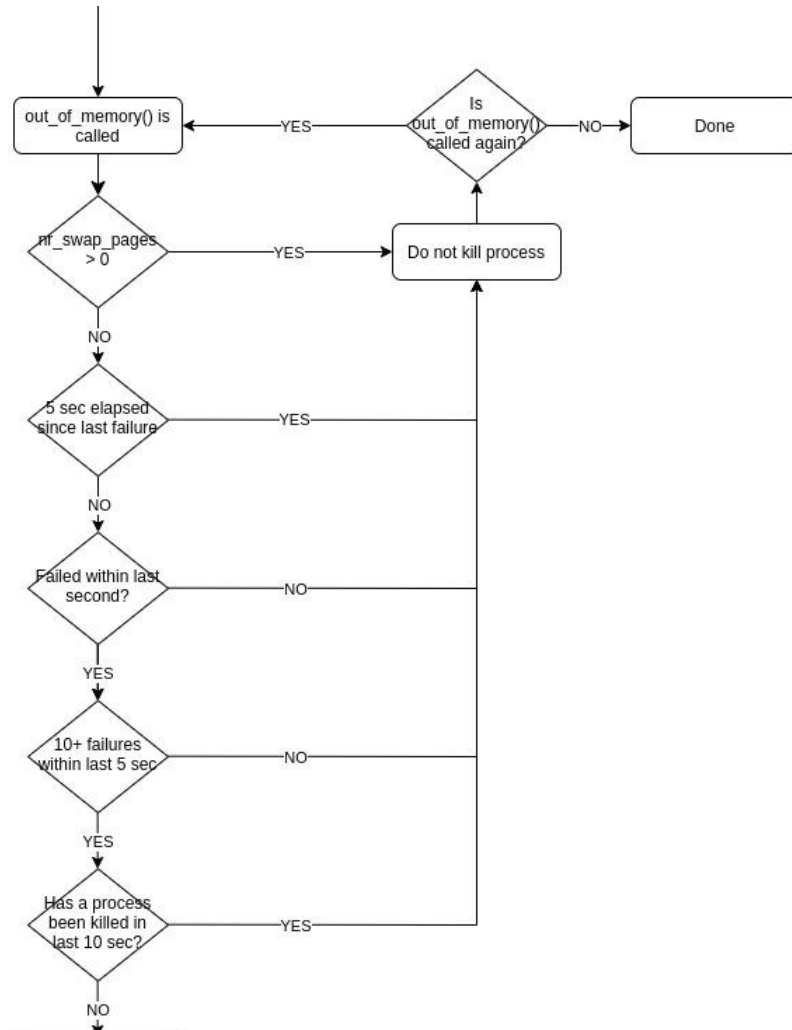 out_of_memory() is
called
YES
Is
out_of_memory()
called again?
NO
Done
nr_swap_pages
> 0
YES
Do not kill process
NO
5 sec elapsed
since last failure
YES
NO
Failed within last
second?
NO
YES
10+ failures
within last 5 sec
NO
YES
Has a process
been killed in
last 10 sec?
YES
NO